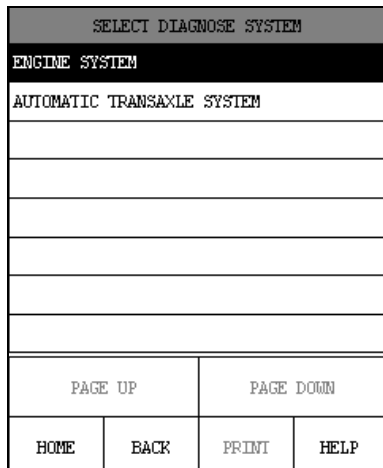 SELECT DIAGNOSE SYSTEM
ENGINE SYSTEM
AUTOMATIC TRANSAXLE SYSTEM
PAGE UP PAGE DOWN
HOME BACK PRINT HELP